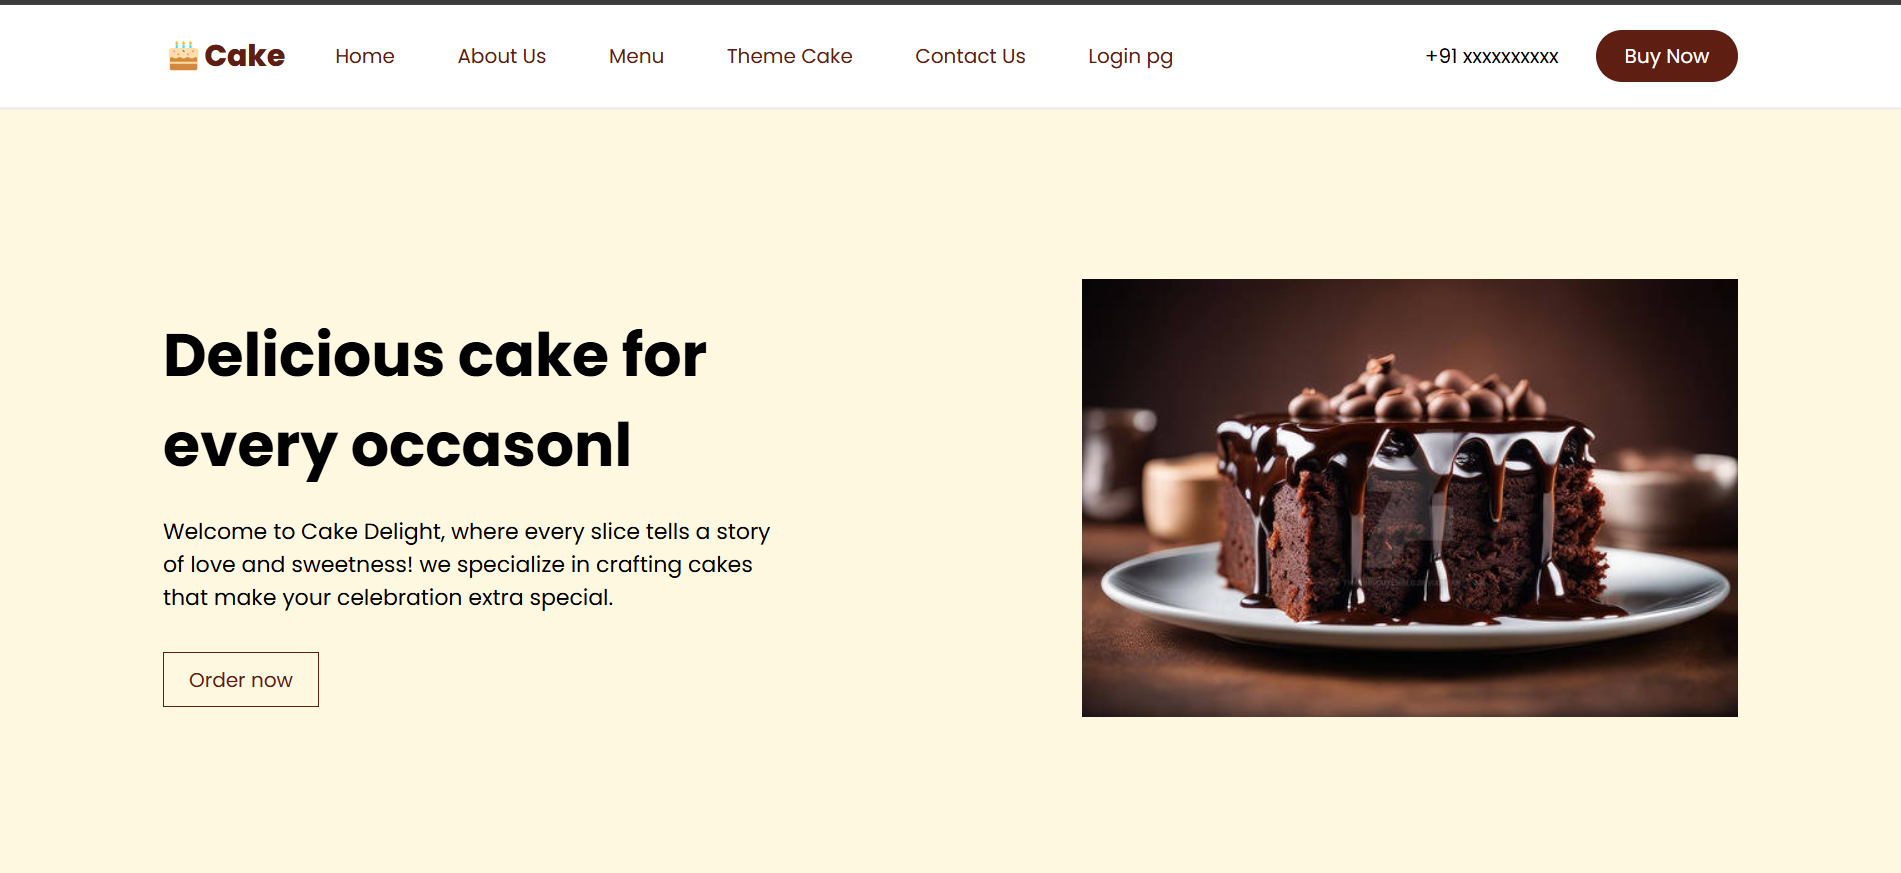 Cake Home About Us Menu Theme Cake Contact Us Login pg +91 xxxxxxxxxx Buy Now
Delicious cake for
every occasonl
Welcome to Cake Delight, where every slice tells a story
of love and sweetness! we specialize in crafting cakes
that make your celebration extra special.
Order now